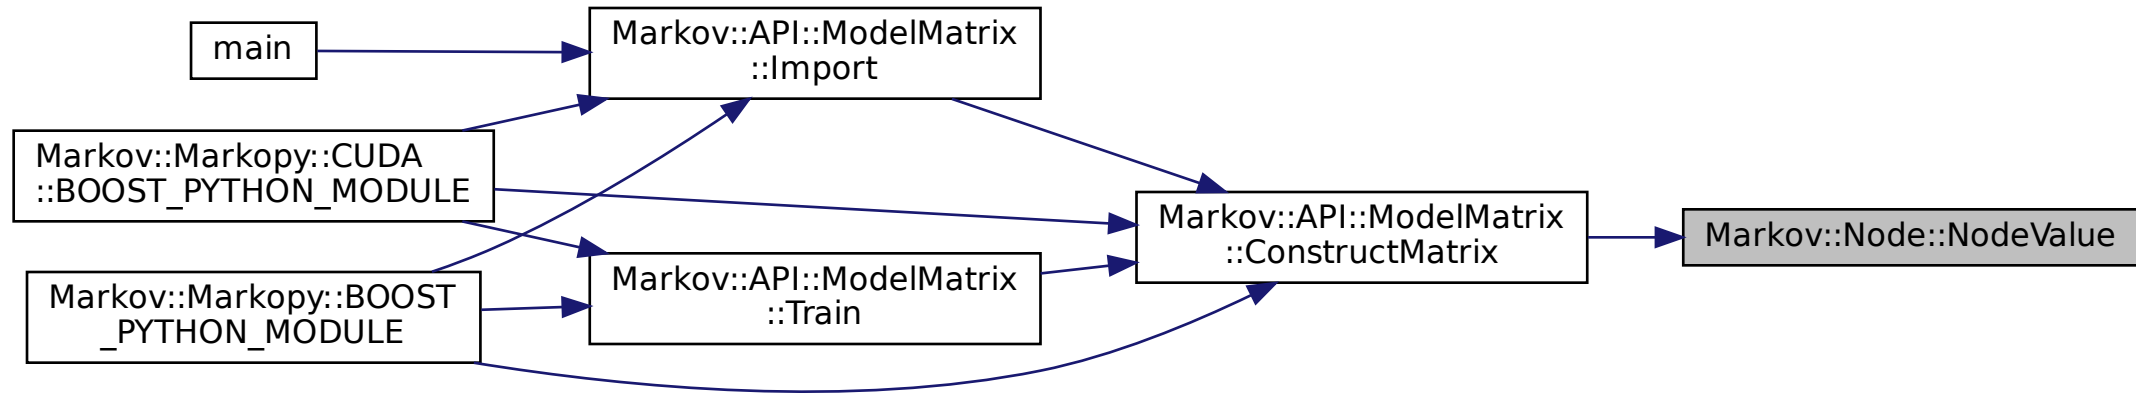 main
Markov::API::ModelMatrix
::Import
Markov::Markopy::CUDA
::BOOST_PYTHON_MODULE
Markov::API::ModelMatrix
::ConstructMatrix
Markov::Node::NodeValue
Markov::API::ModelMatrix
::Train
Markov::Markopy::BOOST
_PYTHON_MODULE